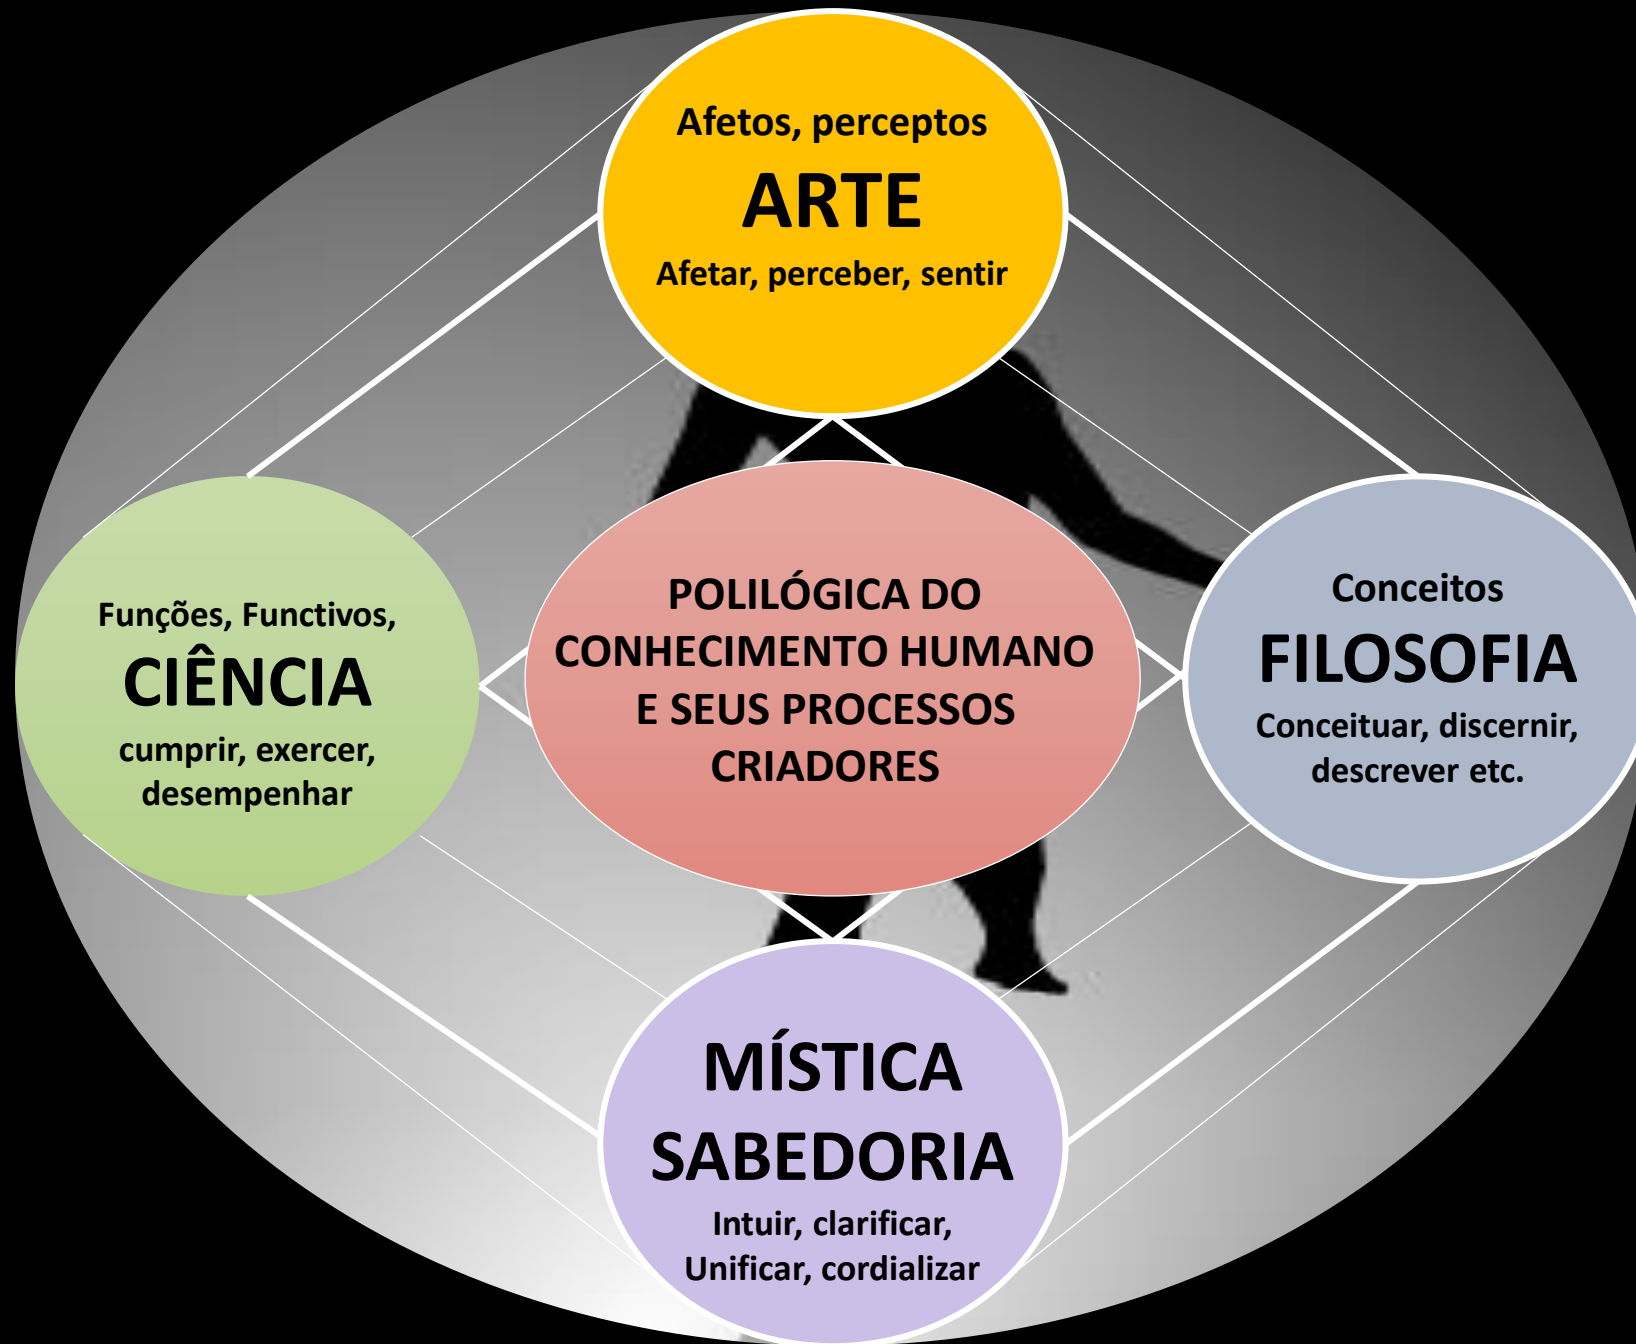 Afetos, perceptos
ARTE
Afetar, perceber, sentir
Funções, Functivos,
CIÊNCIA
cumprir, exercer,
desempenhar
POLILÓGICA DO
CONHECIMENTO HUMANO
E SEUS PROCESSOS
CRIADORES
Conceitos
FILOSOFIA
Conceituar, discernir,
descrever etc.
MÍSTICA
SABEDORIA
Intuir, clarificar,
Unificar, cordializar